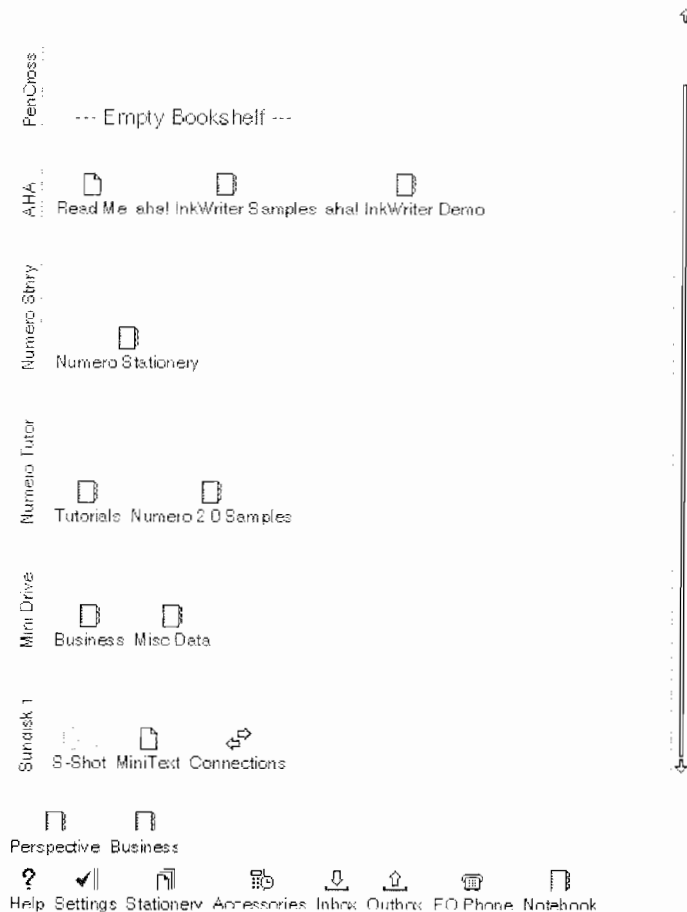 PenCross
--- Empty Bookshelf ---
AHA
Read Me aha! InkWriter Samples aha! InkWriter Demo
Numero Stnry
Numero Stationery
Numero Tutor
Tutorials Numero 2.0 Samples
Mini Drive
Business Misc Data
Sundisk 1
S-Shot MiniText Connections
Perspective Business
? 
Help Settings Stationery Accessories Inbox Outbox EO Phone Notebook